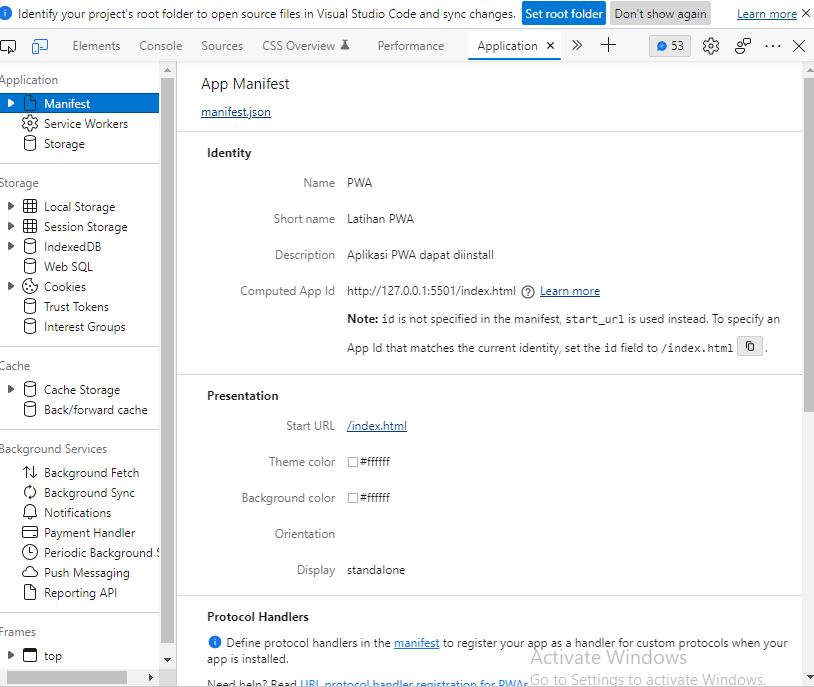 Identify your project's root folder to open source files in Visual Studio Code and sync changes. Set root folder Don't show again Learn more
Elements Console Sources CSS Overview Performance Application 53
Application
Manifest
Service Workers
Storage
Storage
Local Storage
Session Storage
IndexedDB
Web SQL
Cookies
Trust Tokens
Interest Groups
Cache
Cache Storage
Back/forward cache
Background Services
Background Fetch
Background Sync
Notifications
Payment Handler
Periodic Background
Push Messaging
Reporting API
Frames
top
App Manifest
manifest.json
Identity
Name PWA
Short name Latihan PWA
Description Aplikasi PWA dapat diinstall
Computed App Id http://127.0.0.1:5501/index.html Learn more
Note: id is not specified in the manifest, start_url is used instead. To specify an
App Id that matches the current identity, set the id field to /index.html .
Presentation
Start URL /index.html
Theme color #ffffff
Background color #ffffff
Orientation
Display standalone
Protocol Handlers
Define protocol handlers in the manifest to register your app as a handler for custom protocols when your
app is installed.
Need help? Read URL protocol handler registration for PWAs
Activate Windows
Go to Settings to activate Windows.